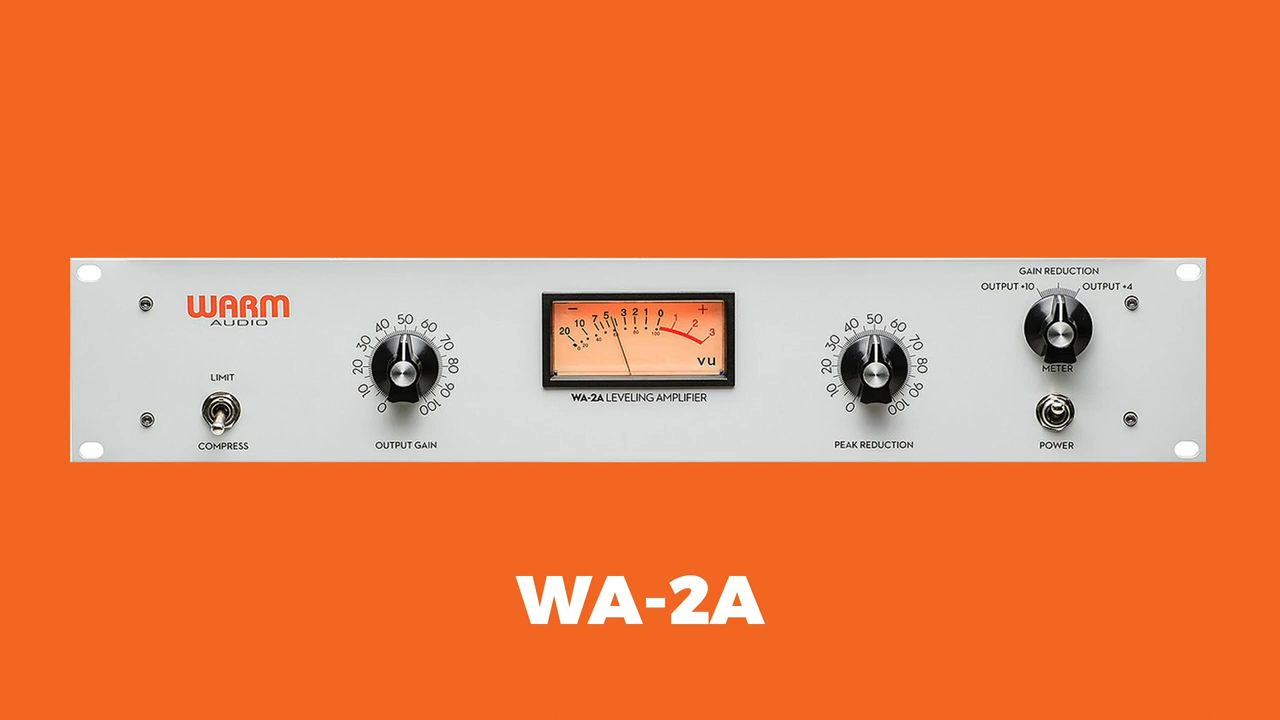 WARM
AUDIO
LIMIT
COMPRESS
0 10 20 30 40 50 60 70 80 90 100
OUTPUT GAIN
− +
20 10 7 5 3 2 1 0 1 2 3
VU
WA-2A LEVELING AMPLIFIER
0 10 20 30 40 50 60 70 80 90 100
PEAK REDUCTION
GAIN REDUCTION
OUTPUT +10
OUTPUT +4
METER
POWER
WA-2A